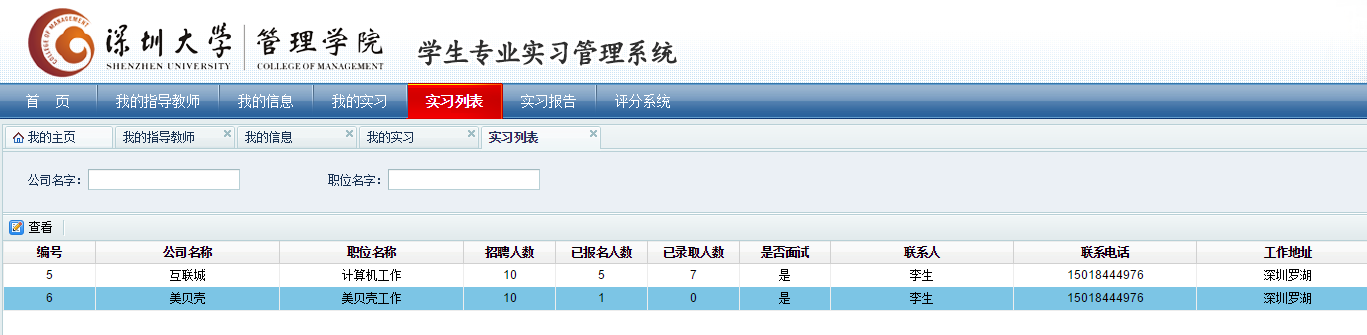 COLLEGE OF MANAGEMENT
深圳大学 管理学院 学生专业实习管理系统
SHENZHEN UNIVERSITY COLLEGE OF MANAGEMENT
首 页 我的指导教师 我的信息 我的实习 实习列表 实习报告 评分系统
我的主页 我的指导教师 我的信息 我的实习 实习列表
公司名字： 职位名字：
查看
编号 公司名称 职位名称 招聘人数 已报名人数 已录取人数 是否面试 联系人 联系电话 工作地址
5 互联城 计算机工作 10 5 7 是 李生 15018444976 深圳罗湖
6 美贝壳 美贝壳工作 10 1 0 是 李生 15018444976 深圳罗湖